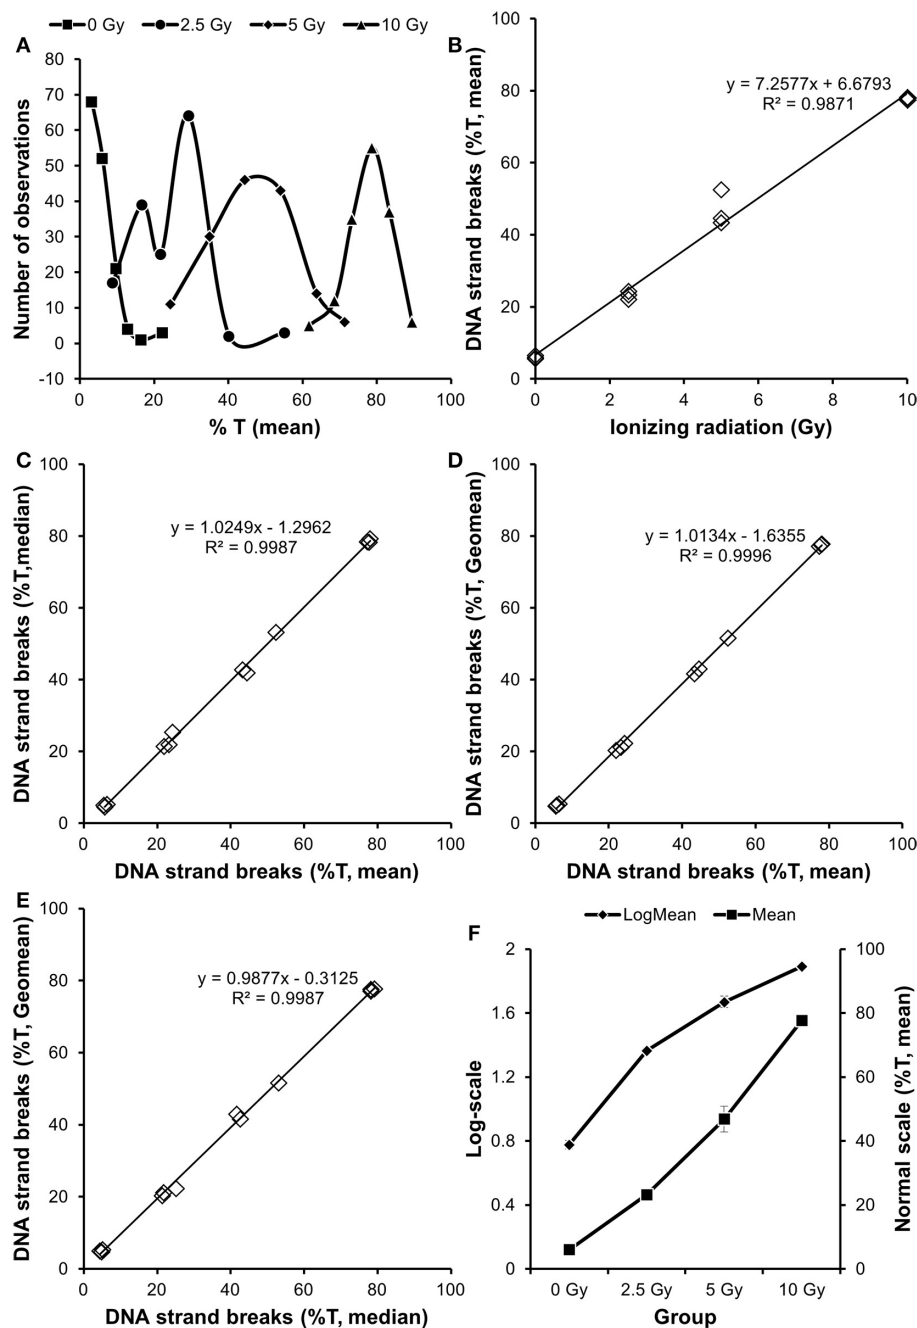 0 Gy 2.5 Gy 5 Gy 10 Gy
A
80
70
60
50
40
30
20
10
0
-10
Number of observations
0 20 40 60 80 100
% T (mean)
B
100
80
60
40
20
0
DNA strand breaks (%T, mean)
y = 7.2577x + 6.6793
R² = 0.9871
0 2 4 6 8 10
Ionizing radiation (Gy)
C
100
80
60
40
20
0
DNA strand breaks (%T,median)
y = 1.0249x - 1.2962
R² = 0.9987
0 20 40 60 80 100
DNA strand breaks (%T, mean)
D
100
80
60
40
20
0
DNA strand breaks (%T, Geomean)
y = 1.0134x - 1.6355
R² = 0.9996
0 20 40 60 80 100
DNA strand breaks (%T, mean)
E
100
80
60
40
20
0
DNA strand breaks (%T, Geomean)
y = 0.9877x - 0.3125
R² = 0.9987
0 20 40 60 80 100
DNA strand breaks (%T, median)
F
LogMean Mean
2
1.6
1.2
0.8
0.4
0
Log-scale
100
80
60
40
20
0
Normal scale (%T, mean)
0 Gy 2.5 Gy 5 Gy 10 Gy
Group